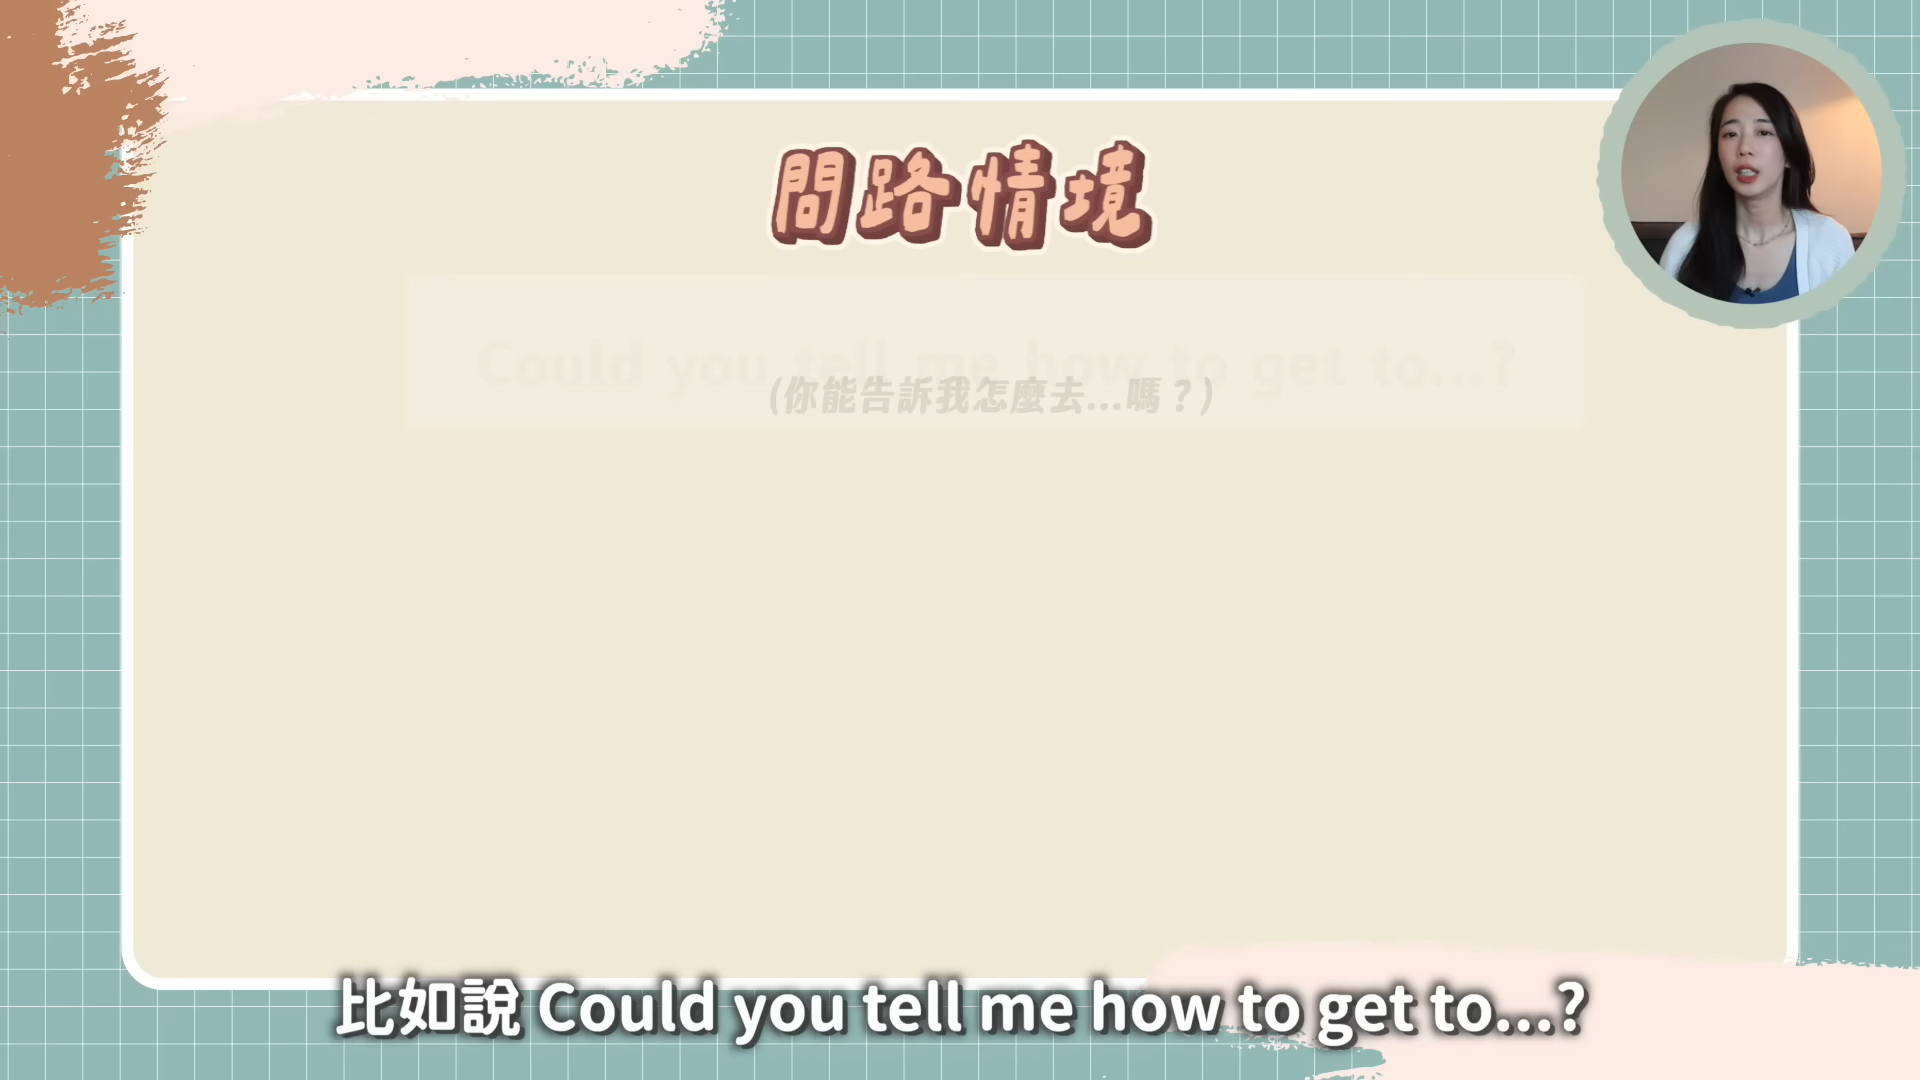 問路情境
Could you tell me how to get to...?
(你能告訴我怎麼去...嗎？)
比如說 Could you tell me how to get to...?